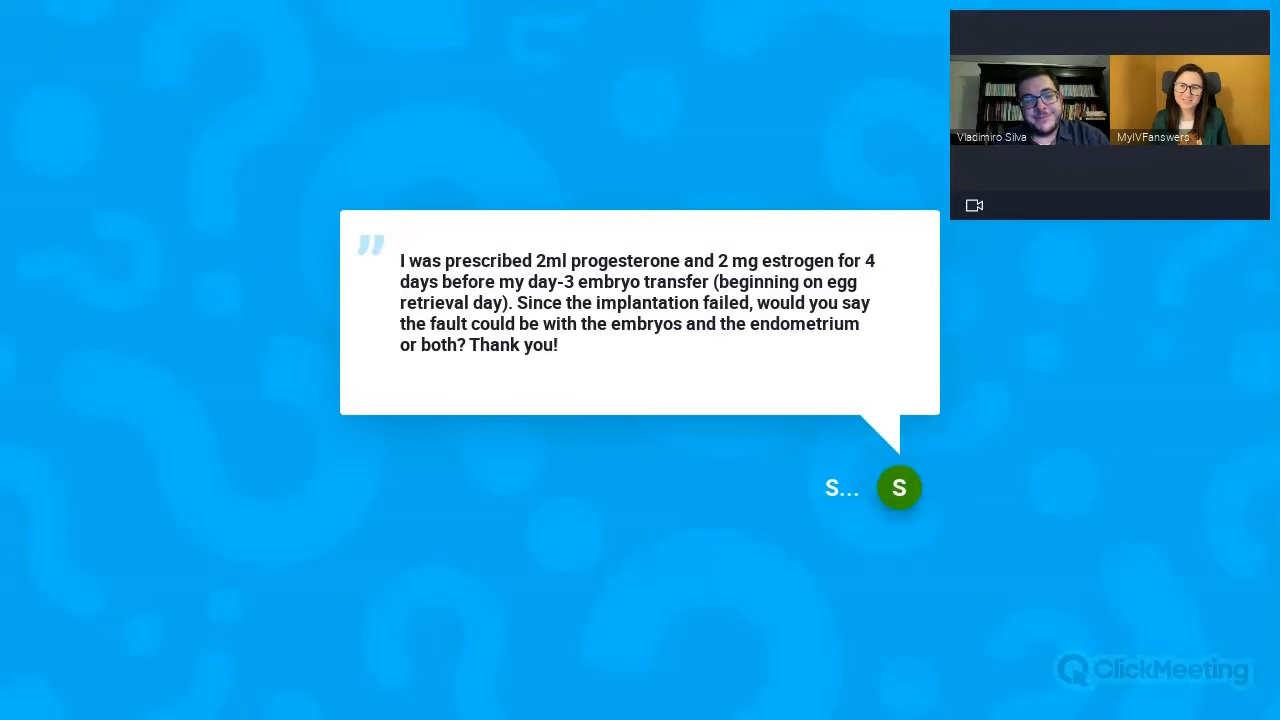 Vladimiro Silva
MyIVFanswers
I was prescribed 2ml progesterone and 2 mg estrogen for 4
days before my day-3 embryo transfer (beginning on egg
retrieval day). Since the implantation failed, would you say
the fault could be with the embryos and the endometrium
or both? Thank you!
S...
S
ClickMeeting